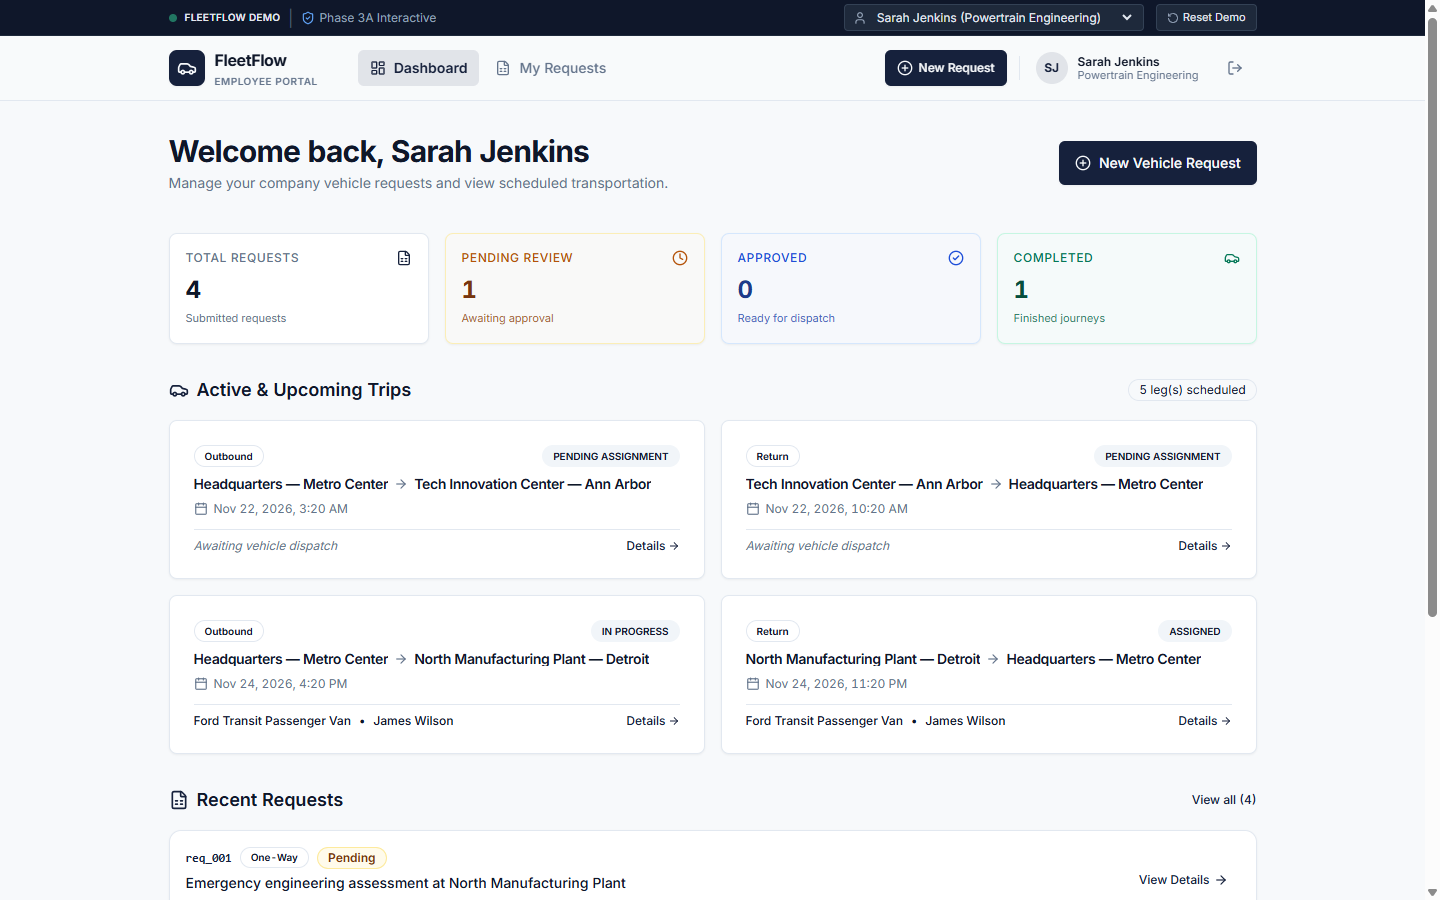 FLEETFLOW DEMO Phase 3A Interactive Sarah Jenkins (Powertrain Engineering) Reset Demo
FleetFlow
EMPLOYEE PORTAL
Dashboard My Requests New Request SJ Sarah Jenkins
Powertrain Engineering
Welcome back, Sarah Jenkins
Manage your company vehicle requests and view scheduled transportation.
New Vehicle Request
TOTAL REQUESTS
4
Submitted requests
PENDING REVIEW
1
Awaiting approval
APPROVED
0
Ready for dispatch
COMPLETED
1
Finished journeys
Active & Upcoming Trips 5 leg(s) scheduled
Outbound PENDING ASSIGNMENT
Headquarters — Metro Center → Tech Innovation Center — Ann Arbor
Nov 22, 2026, 3:20 AM
Awaiting vehicle dispatch Details →
Return PENDING ASSIGNMENT
Tech Innovation Center — Ann Arbor → Headquarters — Metro Center
Nov 22, 2026, 10:20 AM
Awaiting vehicle dispatch Details →
Outbound IN PROGRESS
Headquarters — Metro Center → North Manufacturing Plant — Detroit
Nov 24, 2026, 4:20 PM
Ford Transit Passenger Van • James Wilson Details →
Return ASSIGNED
North Manufacturing Plant — Detroit → Headquarters — Metro Center
Nov 24, 2026, 11:20 PM
Ford Transit Passenger Van • James Wilson Details →
Recent Requests View all (4)
req_001 One-Way Pending
Emergency engineering assessment at North Manufacturing Plant
View Details →